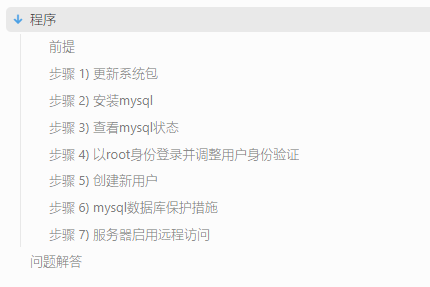 程序
前提
步骤 1) 更新系统包
步骤 2) 安装mysql
步骤 3) 查看mysql状态
步骤 4) 以root身份登录并调整用户身份验证
步骤 5) 创建新用户
步骤 6) mysql数据库保护措施
步骤 7) 服务器启用远程访问
问题解答